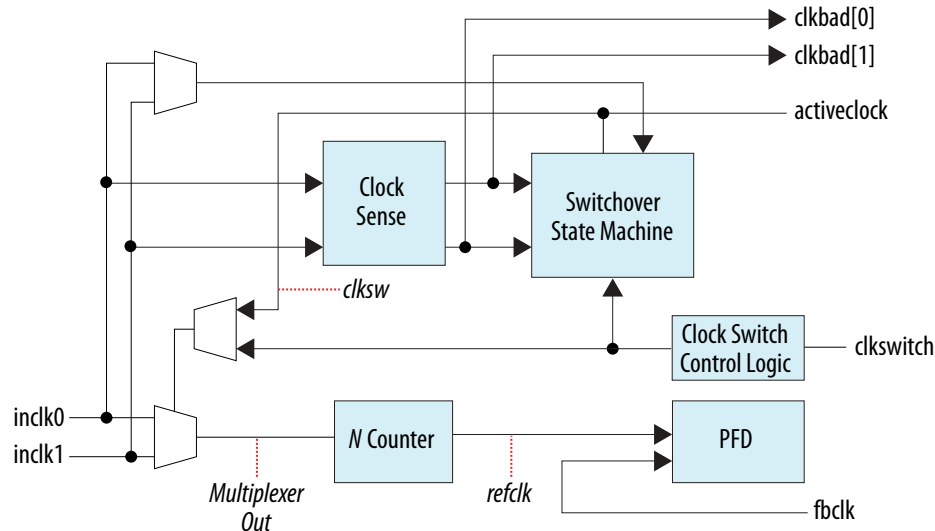 clkbad[0]
clkbad[1]
activeclock
Clock
Sense
Switchover
State Machine
clksw
Clock Switch
Control Logic
clkswitch
inclk0
inclk1
N Counter
PFD
Multiplexer
Out
refclk
fbclk